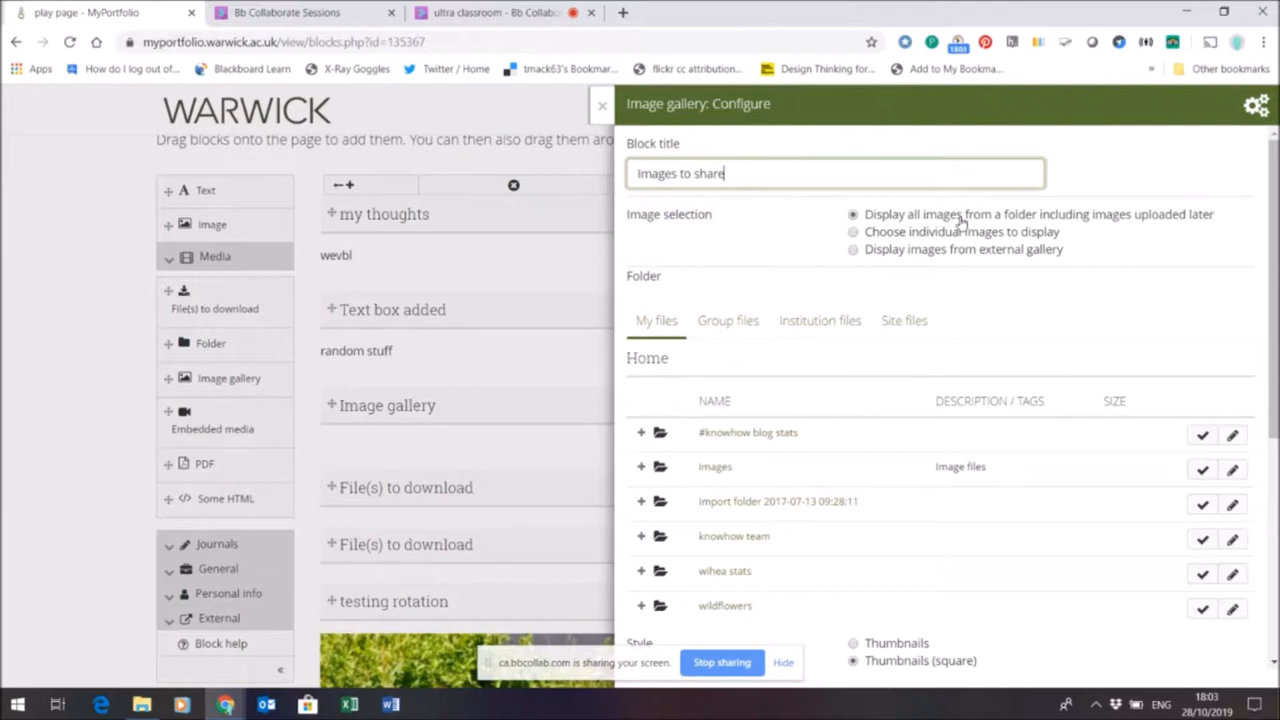 play page - MyPortfolio
Bb Collaborate Sessions
ultra classroom - Bb Collabo
myportfolio.warwick.ac.uk/view/blocks.php?id=135367
1803
Apps
How do I log out of...
Blackboard Learn
X-Ray Goggles
Twitter / Home
tmack63's Bookmar...
flickr cc attribution...
Design Thinking for...
Add to My Bookma...
»
Other bookmarks
WARWICK
Drag blocks onto the page to add them. You can then also drag them aro
Text
Image
Media
File(s) to download
Folder
Image gallery
Embedded media
PDF
Some HTML
Journals
General
Personal info
External
Block help
«
my thoughts
wevbl
Text box added
random stuff
Image gallery
File(s) to download
File(s) to download
testing rotation
Image gallery: Configure
Block title
Images to share
Image selection
Display all images from a folder including images uploaded later
Choose individual images to display
Display images from external gallery
Folder
My files
Group files
Institution files
Site files
Home
NAME
DESCRIPTION / TAGS
SIZE
#knowhow blog stats
images
Image files
Import folder 2017-07-13 09:28:11
knowhow team
wihea stats
wildflowers
Style
Thumbnails
Thumbnails (square)
ca.bbcollab.com is sharing your screen.
Stop sharing
Hide
ENG
18:03
28/10/2019